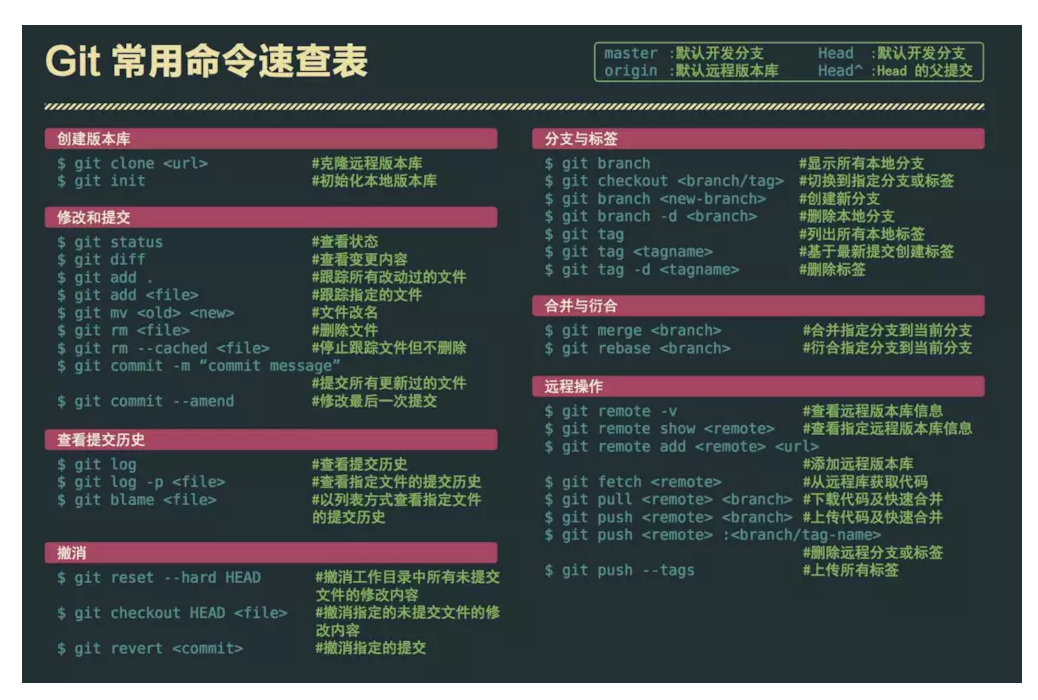 Git 常用命令速查表
master :默认开发分支 Head :默认开发分支
origin :默认远程版本库 Head^ :Head 的父提交
创建版本库
$ git clone <url> #克隆远程版本库
$ git init #初始化本地版本库
修改和提交
$ git status #查看状态
$ git diff #查看变更内容
$ git add . #跟踪所有改动过的文件
$ git add <file> #跟踪指定的文件
$ git mv <old> <new> #文件改名
$ git rm <file> #删除文件
$ git rm --cached <file> #停止跟踪文件但不删除
$ git commit -m “commit message”
#提交所有更新过的文件
$ git commit --amend #修改最后一次提交
查看提交历史
$ git log #查看提交历史
$ git log -p <file> #查看指定文件的提交历史
$ git blame <file> #以列表方式查看指定文件
的提交历史
撤消
$ git reset --hard HEAD #撤消工作目录中所有未提交
文件的修改内容
$ git checkout HEAD <file> #撤消指定的未提交文件的修
改内容
$ git revert <commit> #撤消指定的提交
分支与标签
$ git branch #显示所有本地分支
$ git checkout <branch/tag> #切换到指定分支或标签
$ git branch <new-branch> #创建新分支
$ git branch -d <branch> #删除本地分支
$ git tag #列出所有本地标签
$ git tag <tagname> #基于最新提交创建标签
$ git tag -d <tagname> #删除标签
合并与衍合
$ git merge <branch> #合并指定分支到当前分支
$ git rebase <branch> #衍合指定分支到当前分支
远程操作
$ git remote -v #查看远程版本库信息
$ git remote show <remote> #查看指定远程版本库信息
$ git remote add <remote> <url>
#添加远程版本库
$ git fetch <remote> #从远程库获取代码
$ git pull <remote> <branch> #下载代码及快速合并
$ git push <remote> <branch> #上传代码及快速合并
$ git push <remote> :<branch/tag-name>
#删除远程分支或标签
$ git push --tags #上传所有标签